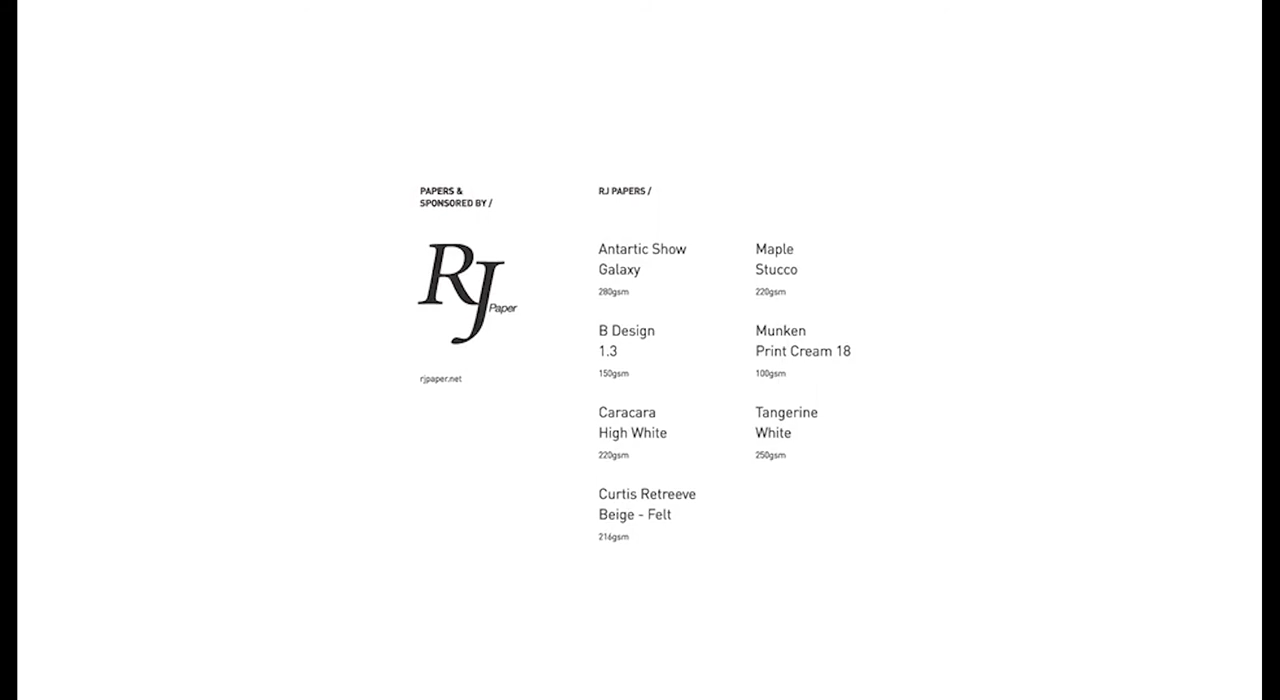 PAPERS &
SPONSORED BY /
RJ Paper
rjpaper.net
RJ PAPERS /
Antartic Show
Galaxy
280gsm
B Design
1.3
150gsm
Caracara
High White
220gsm
Curtis Retreeve
Beige - Felt
216gsm
Maple
Stucco
220gsm
Munken
Print Cream 18
100gsm
Tangerine
White
250gsm